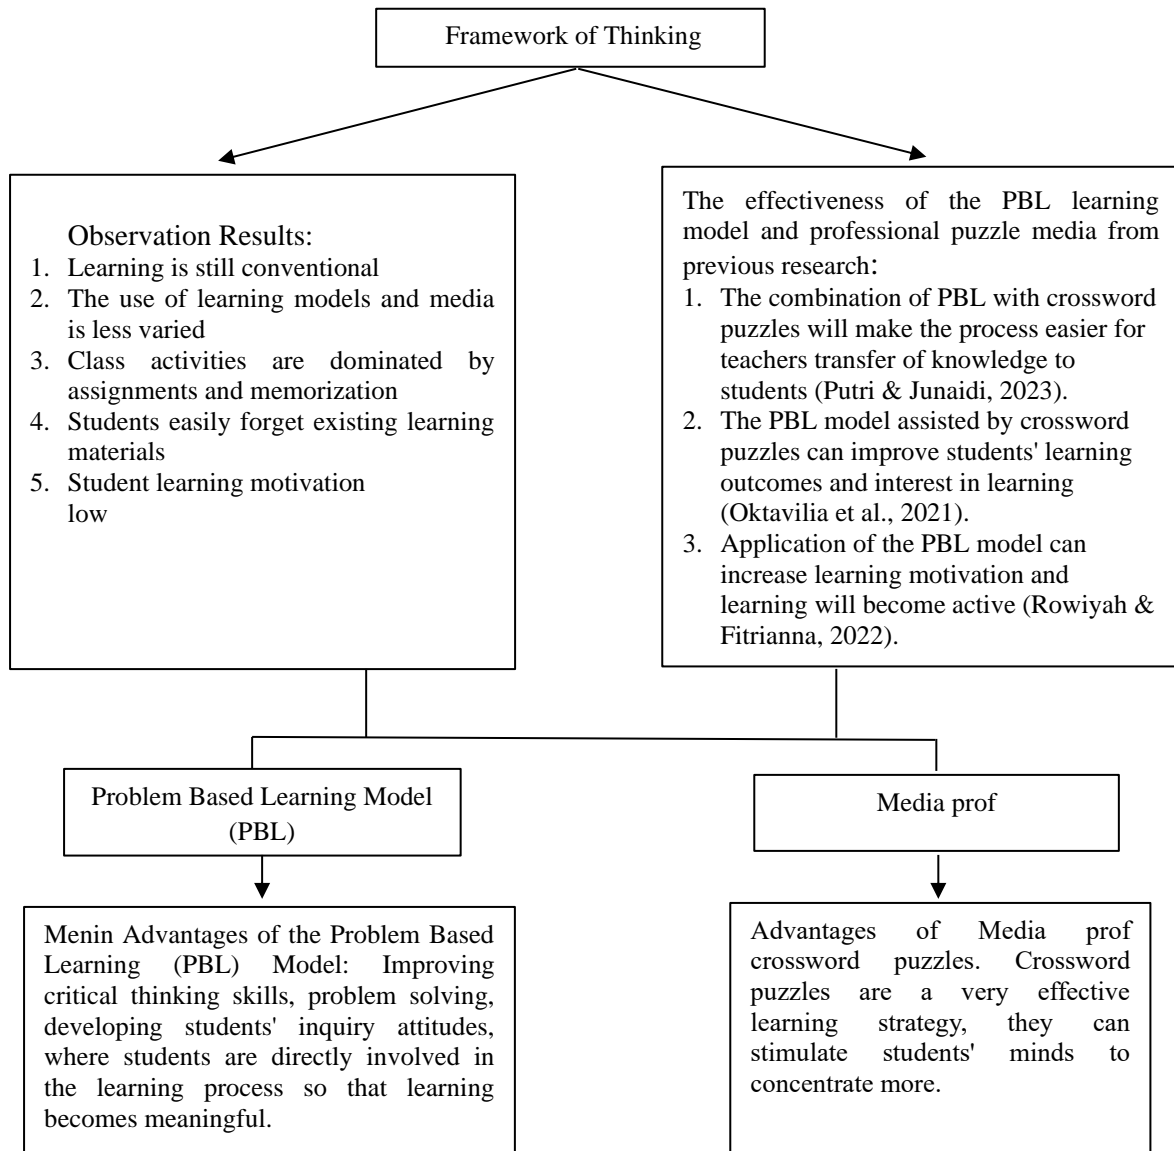 Framework of Thinking
Observation Results:
1. Learning is still conventional
2. The use of learning models and media
is less varied
3. Class activities are dominated by
assignments and memorization
4. Students easily forget existing learning
materials
5. Student learning motivation
low
The effectiveness of the PBL learning
model and professional puzzle media from
previous research:
1. The combination of PBL with crossword
puzzles will make the process easier for
teachers transfer of knowledge to
students (Putri & Junaidi, 2023).
2. The PBL model assisted by crossword
puzzles can improve students' learning
outcomes and interest in learning
(Oktavilia et al., 2021).
3. Application of the PBL model can
increase learning motivation and
learning will become active (Rowiyah &
Fitrianna, 2022).
Problem Based Learning Model
(PBL)
Media prof
Menin Advantages of the Problem Based
Learning (PBL) Model: Improving
critical thinking skills, problem solving,
developing students' inquiry attitudes,
where students are directly involved in
the learning process so that learning
becomes meaningful.
Advantages of Media prof
crossword puzzles. Crossword
puzzles are a very effective
learning strategy, they can
stimulate students' minds to
concentrate more.